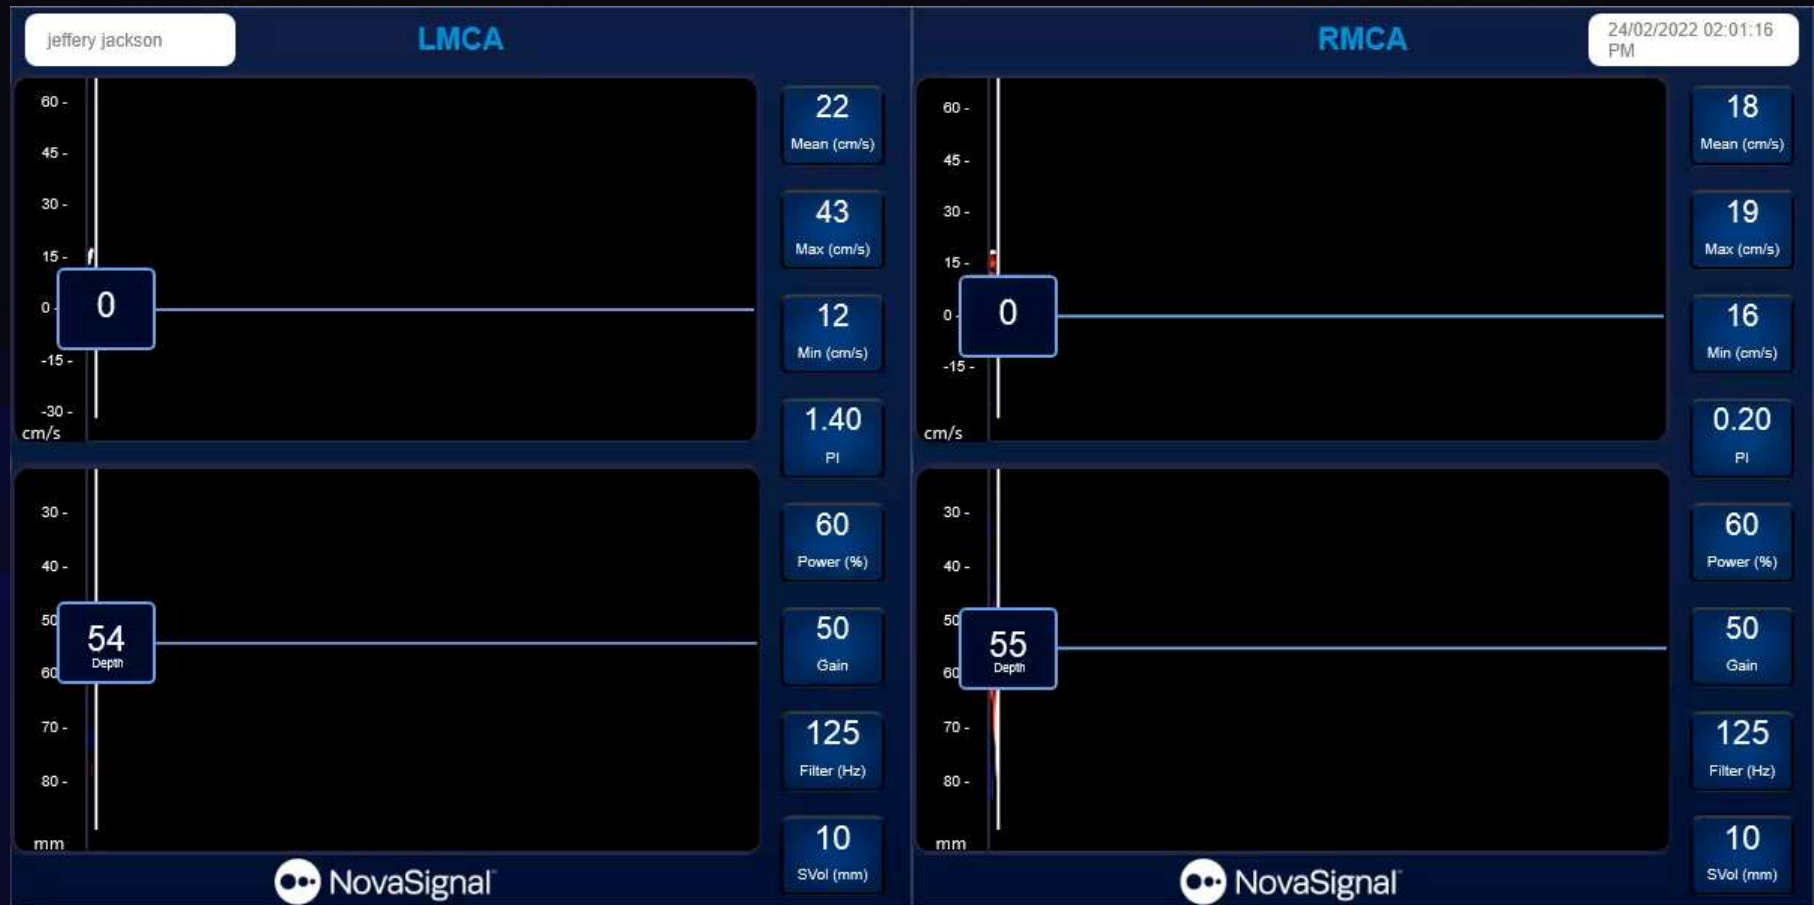 jeffery jackson
LMCA
60 -
45 -
30 -
15 -
0 -
-15 -
-30 -
cm/s
0
22
Mean (cm/s)
43
Max (cm/s)
12
Min (cm/s)
1.40
PI
30 -
40 -
50
60
70 -
80 -
mm
54
Depth
60
Power (%)
50
Gain
125
Filter (Hz)
10
SVol (mm)
NovaSignal
RMCA
24/02/2022 02:01:16
PM
60 -
45 -
30 -
15 -
0 -
-15 -
cm/s
0
18
Mean (cm/s)
19
Max (cm/s)
16
Min (cm/s)
0.20
PI
30 -
40 -
50
60
70 -
80 -
mm
55
Depth
60
Power (%)
50
Gain
125
Filter (Hz)
10
SVol (mm)
NovaSignal